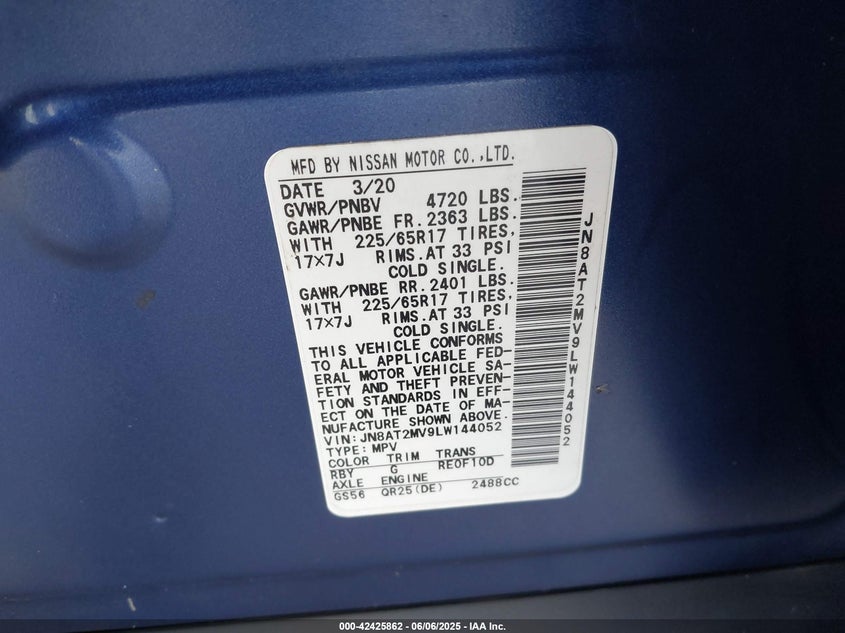 MFD BY NISSAN MOTOR CO.,LTD.
DATE 3/20
GVWR/PNBV 4720 LBS.
GAWR/PNBE FR. 2363 LBS.
WITH 225/65R17 TIRES,
17×7J RIMS.AT 33 PSI
COLD SINGLE.
GAWR/PNBE RR. 2401 LBS.
WITH 225/65R17 TIRES,
17×7J RIMS.AT 33 PSI
COLD SINGLE.
THIS VEHICLE CONFORMS
TO ALL APPLICABLE FED-
ERAL MOTOR VEHICLE SA-
FETY AND THEFT PREVEN-
TION STANDARDS IN EFF-
ECT ON THE DATE OF MA-
NUFACTURE SHOWN ABOVE.
VIN: JN8AT2MV9LW144052
TYPE: MPV
COLOR TRIM TRANS
RBY G RE0F10D
AXLE ENGINE
GS56 QR25(DE) 2488CC
JN8AT2MV9LW144052
000-42425862 - 06/06/2025 - IAA Inc.